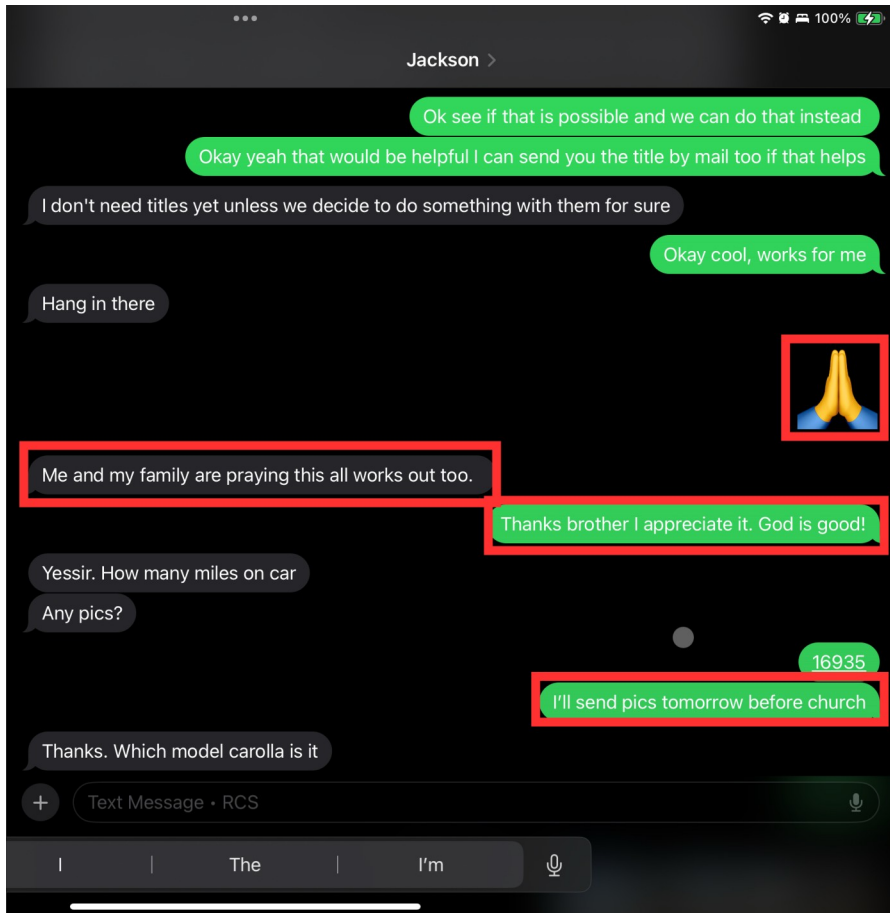 100%
Jackson
Ok see if that is possible and we can do that instead
Okay yeah that would be helpful I can send you the title by mail too if that helps
I don't need titles yet unless we decide to do something with them for sure
Okay cool, works for me
Hang in there
🙏
Me and my family are praying this all works out too.
Thanks brother I appreciate it. God is good!
Yessir. How many miles on car
Any pics?
16935
I'll send pics tomorrow before church
Thanks. Which model carolla is it
Text Message • RCS
I The I'm